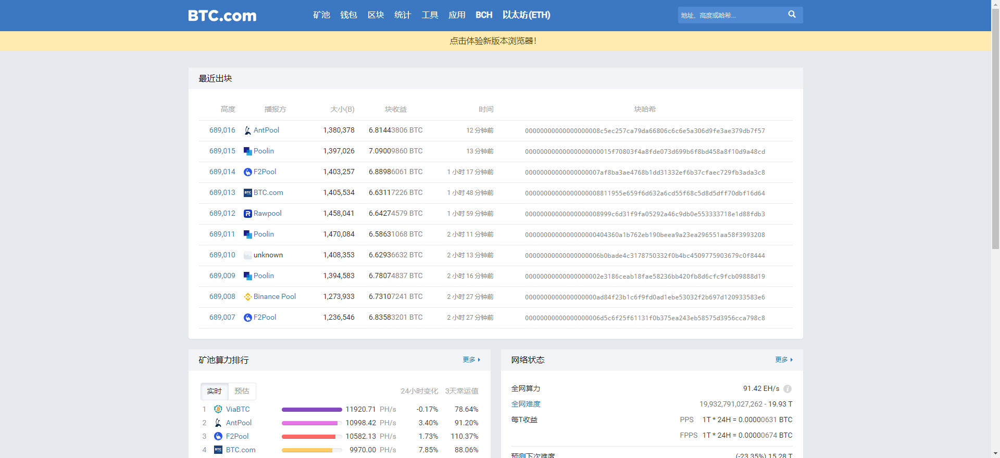 BTC.com 矿池 钱包 区块 统计 工具 应用 BCH 以太坊(ETH) 地址、高度或哈希...
点击体验新版本浏览器!
最近出块
高度 播报方 大小(B) 块收益 时间 块哈希
689,016 AntPool 1,380,378 6.81443806 BTC 12 分钟前 00000000000000000008c5ec257ca79da66806c6c6e5a306d9fe3ae379db7f57
689,015 Poolin 1,397,026 7.09009860 BTC 13 分钟前 00000000000000000000015f70803f4a8fde073d699b6f8bd458a8f10d9a48cd
689,014 F2Pool 1,403,257 6.88986061 BTC 1 小时 17 分钟前 00000000000000000007af8ba3ae4768b1dd31332ef6b37cfaec729fb3ada3c8
689,013 BTC.com 1,405,534 6.63117226 BTC 1 小时 48 分钟前 00000000000000000008811955e659f6d632a6cd55f68c5d8d5dff70dbf16d64
689,012 Rawpool 1,458,041 6.64274579 BTC 1 小时 59 分钟前 00000000000000000008999c6d31f9fa05292a46c9db0e553333718e1d88fdb3
689,011 Poolin 1,470,084 6.58631068 BTC 2 小时 11 分钟前 0000000000000000000404360a1b762eb190beea9a23ea296551aa58f3993208
689,010 unknown 1,408,353 6.62936632 BTC 2 小时 13 分钟前 00000000000000000006b0bade4c3178750332f0b4bc4509775903679c0f8444
689,009 Poolin 1,394,583 6.78074837 BTC 2 小时 16 分钟前 00000000000000000002e3186ceab18fae58236bb420fb8d6cfc9fcb09888d19
689,008 Binance Pool 1,273,933 6.73107241 BTC 2 小时 27 分钟前 0000000000000000000ad84f23b1c6f9fd0ad1ebe53032f2b697d120933583e6
689,007 F2Pool 1,236,546 6.83583201 BTC 2 小时 27 分钟前 00000000000000000006d5c6f25f61131f0b375ea243eb58575d3956cca798c8
矿池算力排行 更多
实时 预估 24小时变化 3天幸运值
1 ViaBTC 11920.71 PH/s -0.17% 78.64%
2 AntPool 10998.42 PH/s 3.40% 91.20%
3 F2Pool 10582.13 PH/s 1.73% 110.37%
4 BTC.com 9970.00 PH/s 7.85% 88.06%
网络状态 更多
全网算力 91.42 EH/s
全网难度 19,932,791,027,262 - 19.93 T
每T收益 PPS 1T * 24H = 0.00000631 BTC
FPPS 1T * 24H = 0.00000674 BTC
预测下次难度 (-23.35%) 15.28 T